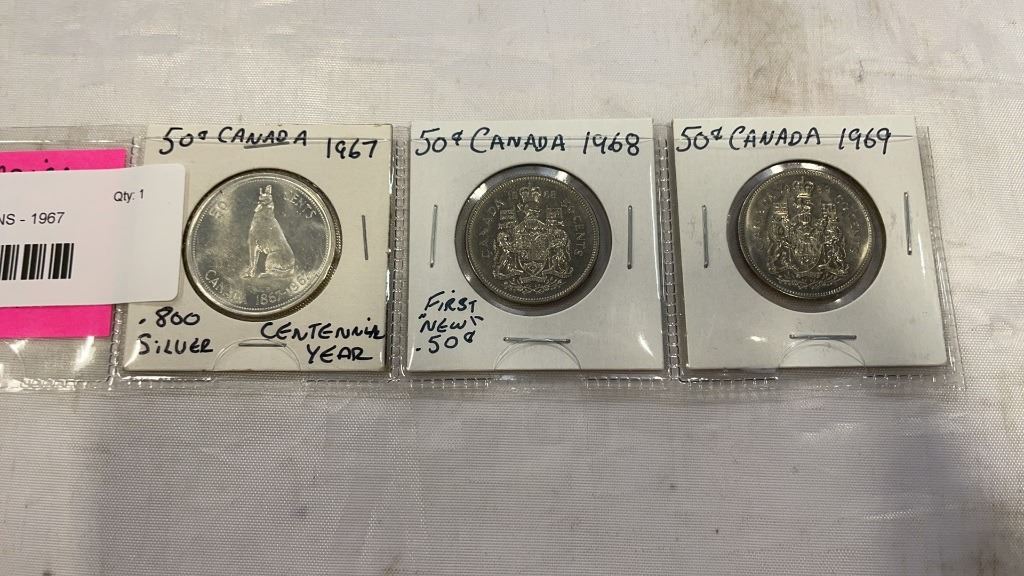 Qty: 1
NS - 1967
50¢ CANADA 1967
50 CENTS
CANADA 1867-1967
.800
SILVER
CENTENNIAL
YEAR
50¢ CANADA 1968
CANADA
50 CENTS
FIRST
"NEW"
.50¢
50¢ CANADA 1969